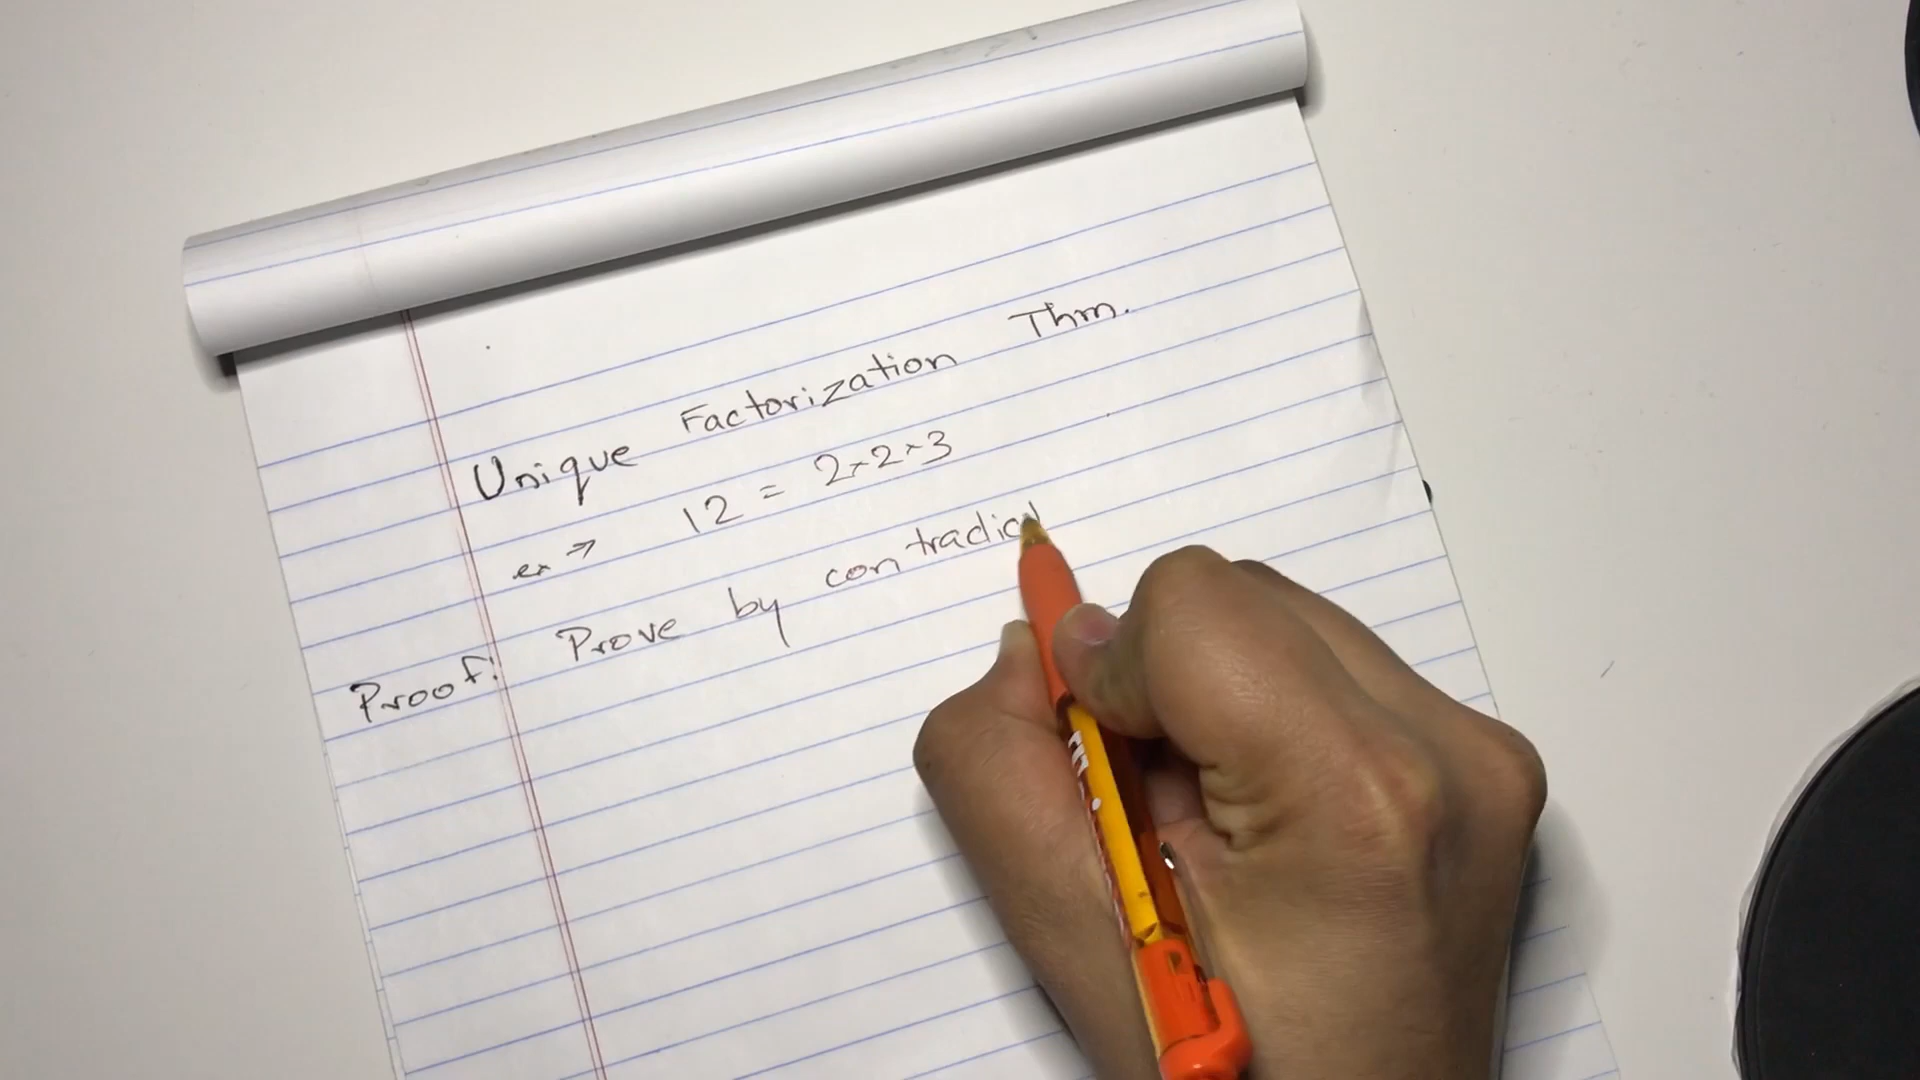 Unique Factorization Thm.
ex → 12 = 2×2×3
Proof: Prove by contradic